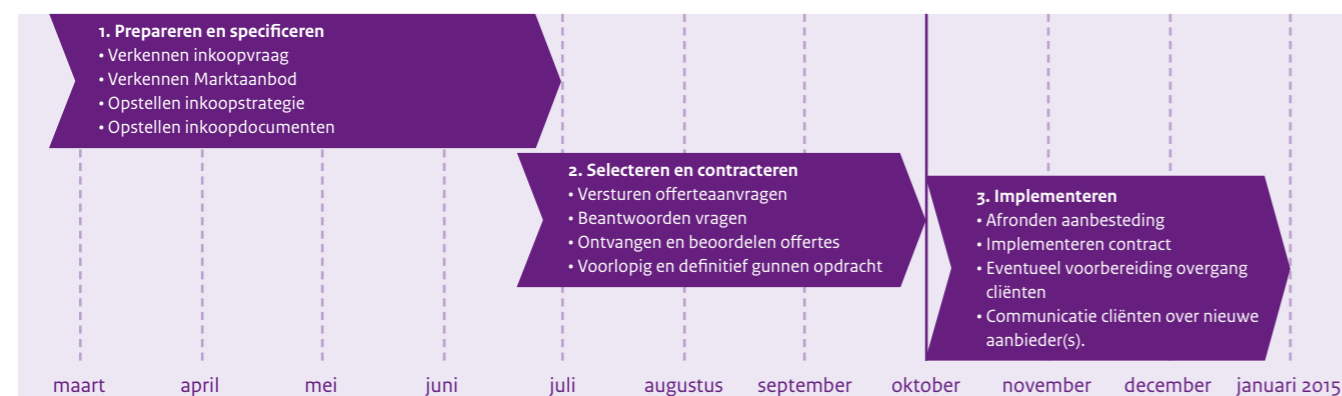 1. Prepareren en specificeren
• Verkennen inkoopvraag
• Verkennen Marktaanbod
• Opstellen inkoopstrategie
• Opstellen inkoopdocumenten
2. Selecteren en contracteren
• Versturen offerteaanvragen
• Beantwoorden vragen
• Ontvangen en beoordelen offertes
• Voorlopig en definitief gunnen opdracht
3. Implementeren
• Afronden aanbesteding
• Implementeren contract
• Eventueel voorbereiding overgang
cliënten
• Communicatie cliënten over nieuwe
aanbieder(s).
maart april mei juni juli augustus september oktober november december januari 2015